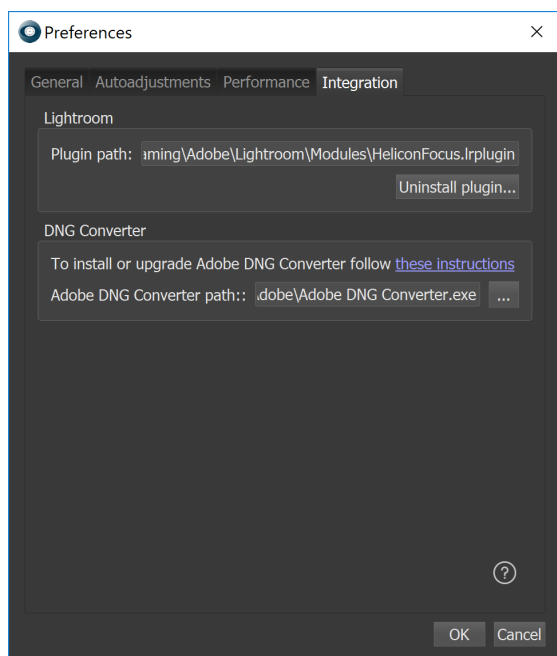 Preferences
General Autoadjustments Performance Integration
Lightroom
Plugin path: aming\Adobe\Lightroom\Modules\HeliconFocus.lrplugin
Uninstall plugin...
DNG Converter
To install or upgrade Adobe DNG Converter follow these instructions
Adobe DNG Converter path:: \dobe\Adobe DNG Converter.exe ...
?
OK Cancel